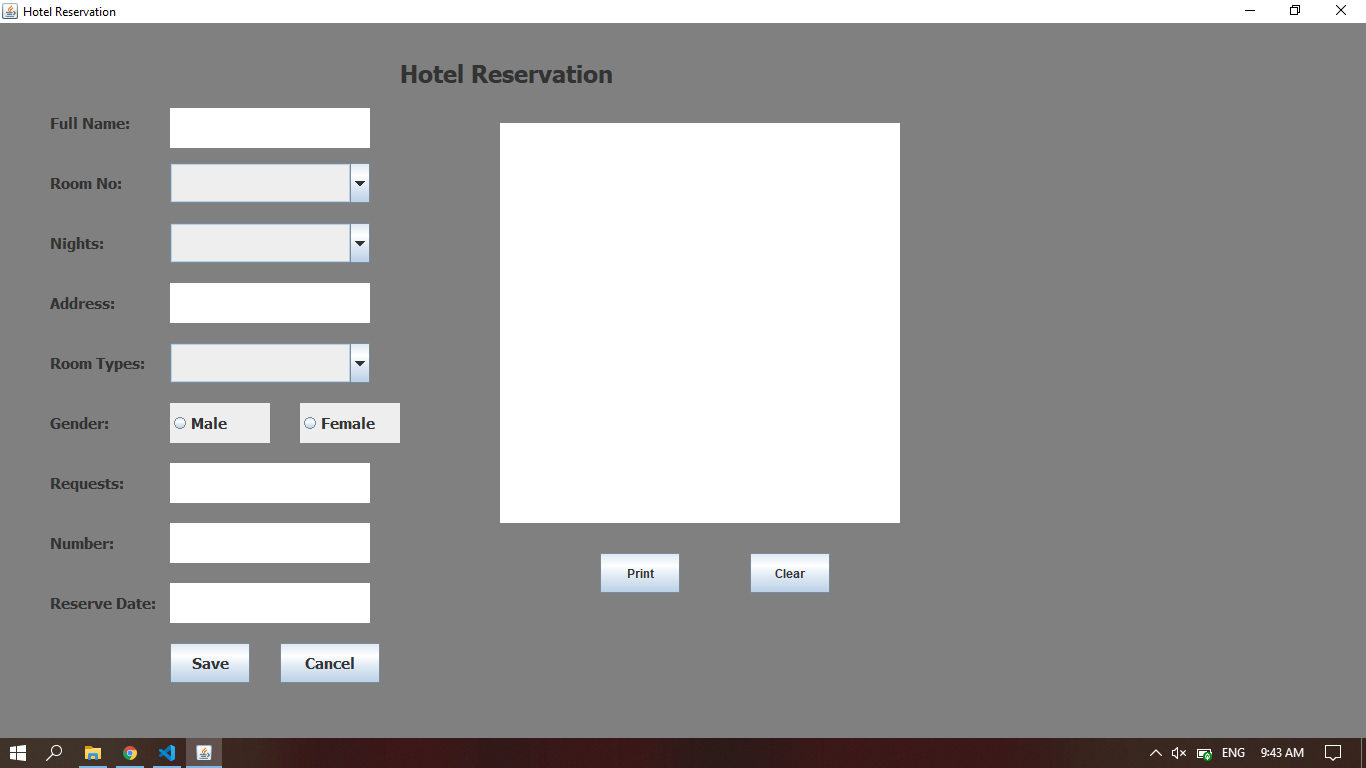 Hotel Reservation
Hotel Reservation
Full Name:
Room No:
Nights:
Address:
Room Types:
Gender: Male Female
Requests:
Number:
Reserve Date:
Save Cancel
Print Clear
ENG 9:43 AM